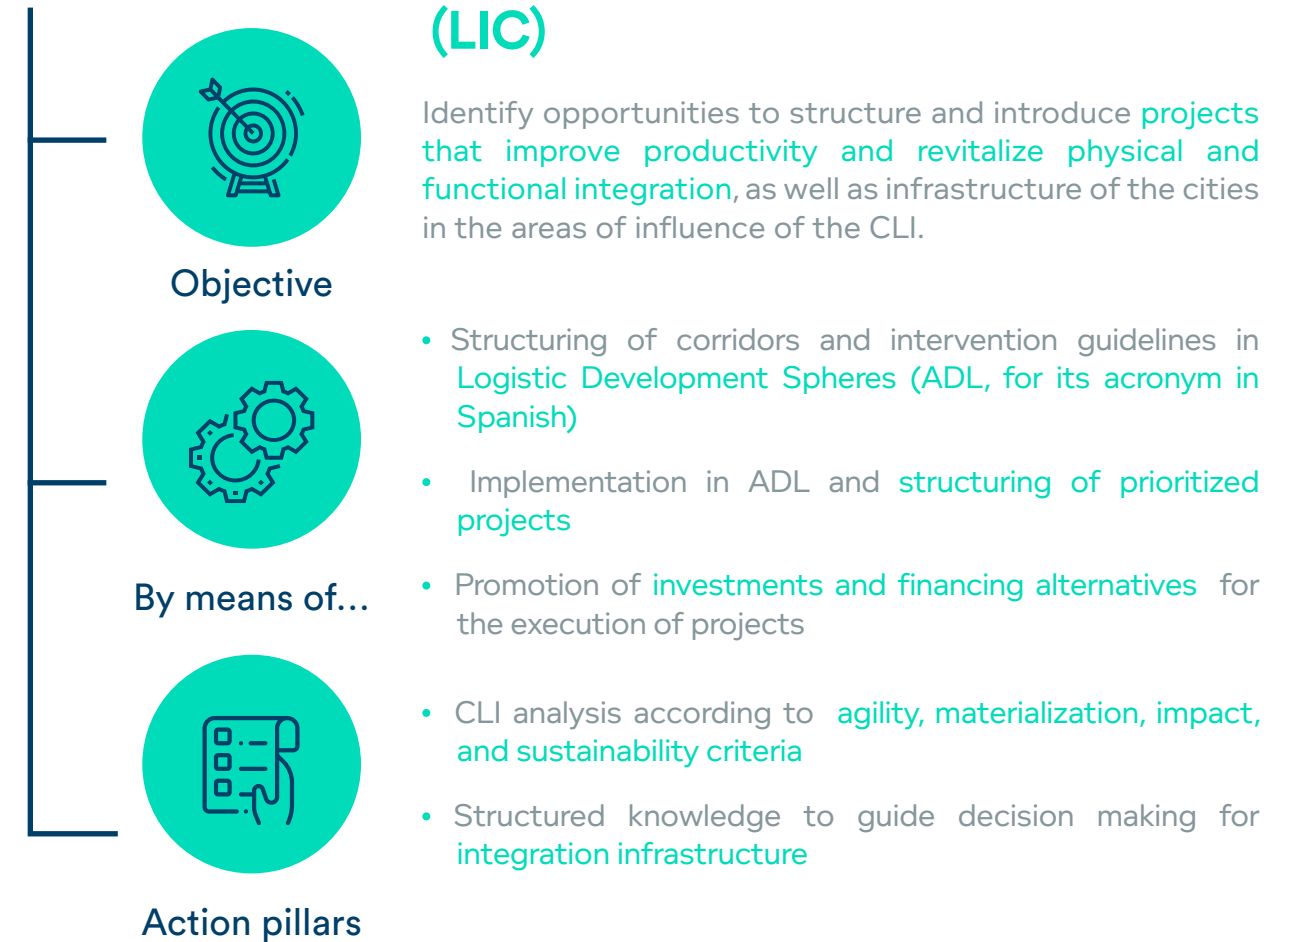 (LIC)
Identify opportunities to structure and introduce projects
that improve productivity and revitalize physical and
functional integration, as well as infrastructure of the cities
in the areas of influence of the CLI.
Objective
• Structuring of corridors and intervention guidelines in
Logistic Development Spheres (ADL, for its acronym in
Spanish)
• Implementation in ADL and structuring of prioritized
projects
• Promotion of investments and financing alternatives for
the execution of projects
By means of...
• CLI analysis according to agility, materialization, impact,
and sustainability criteria
• Structured knowledge to guide decision making for
integration infrastructure
Action pillars